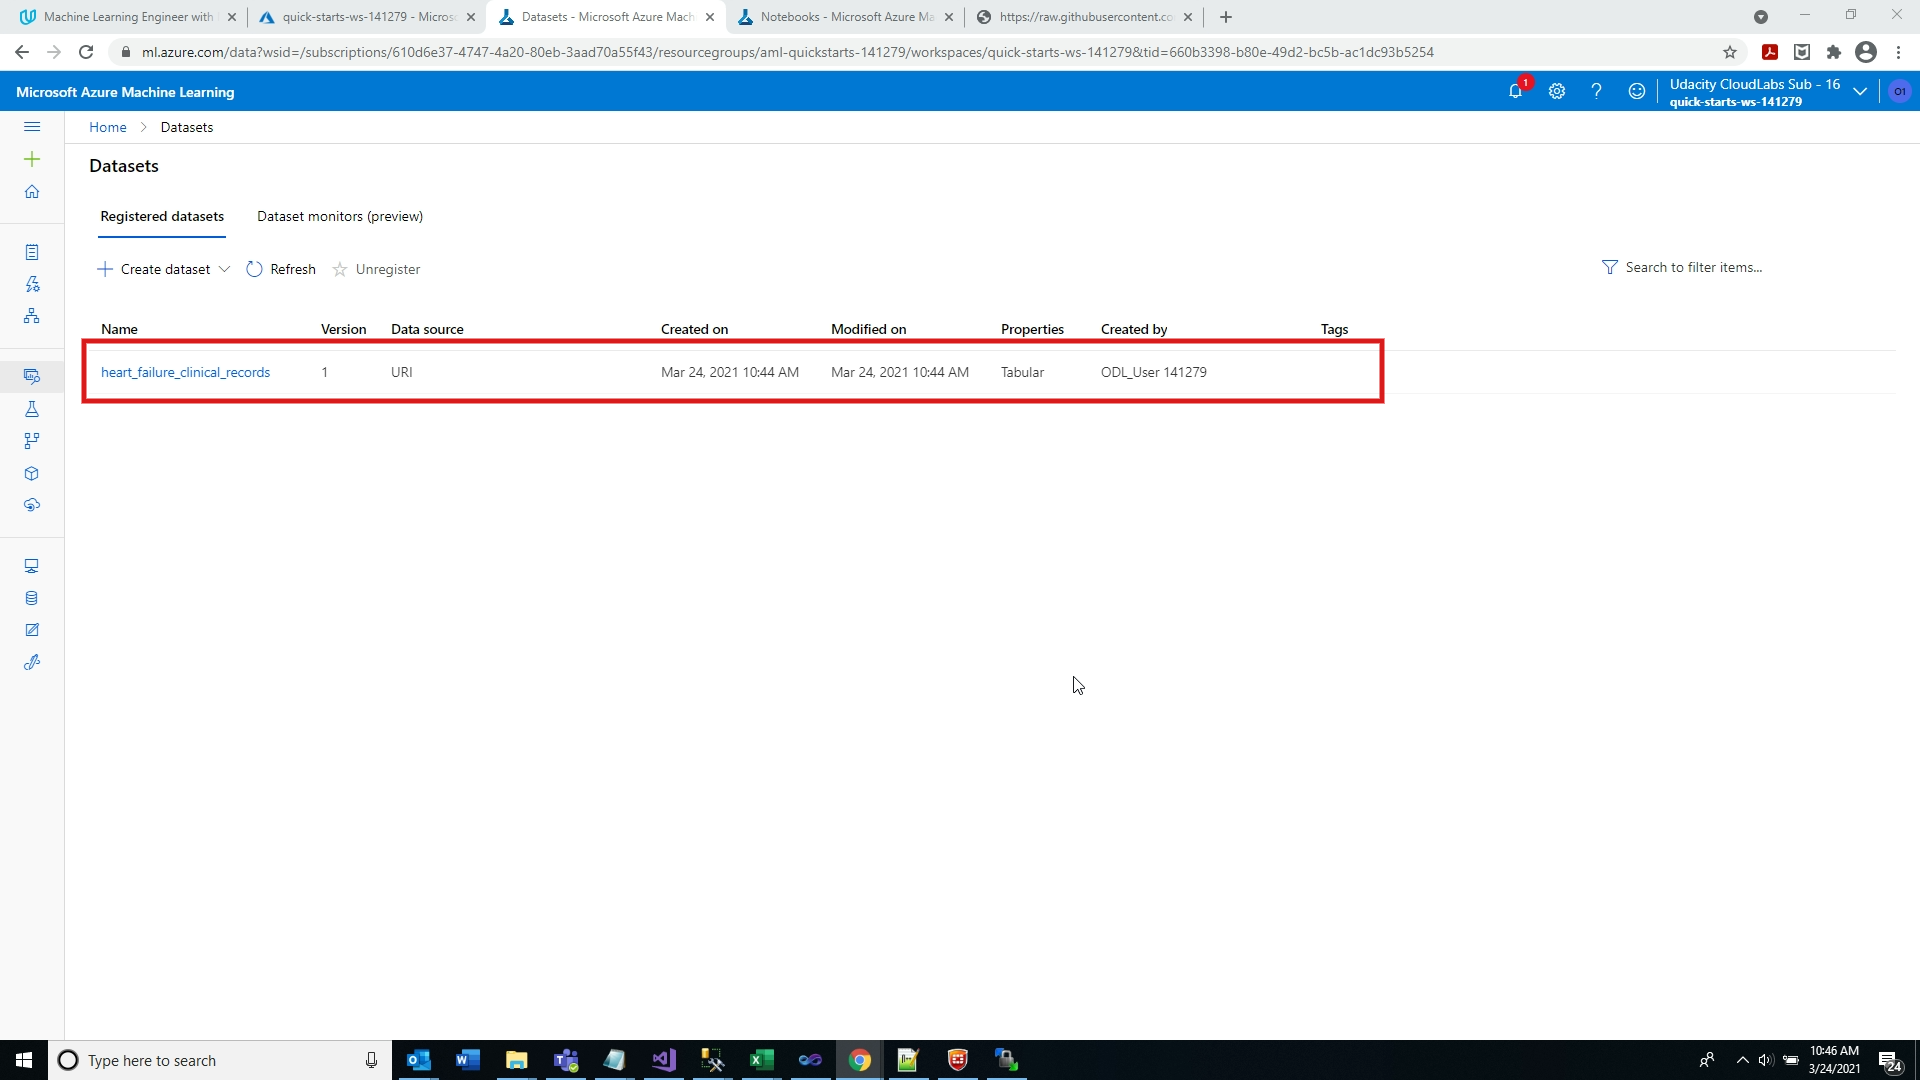 Machine Learning Engineer with
quick-starts-ws-141279 - Micros
Datasets - Microsoft Azure Mach
Notebooks - Microsoft Azure Ma
https://raw.githubusercontent.co
ml.azure.com/data?wsid=/subscriptions/610d6e37-4747-4a20-80eb-3aad70a55f43/resourcegroups/aml-quickstarts-141279/workspaces/quick-starts-ws-141279&tid=660b3398-b80e-49d2-bc5b-ac1dc93b5254
Microsoft Azure Machine Learning
1
Udacity CloudLabs Sub - 16
quick-starts-ws-141279
O1
Home > Datasets
Datasets
Registered datasets Dataset monitors (preview)
Create dataset Refresh Unregister Search to filter items...
Name Version Data source Created on Modified on Properties Created by Tags
heart_failure_clinical_records 1 URI Mar 24, 2021 10:44 AM Mar 24, 2021 10:44 AM Tabular ODL_User 141279
Type here to search
10:46 AM
3/24/2021
24